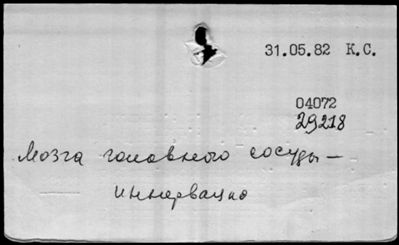 31.05.82 К.С.
04072
29218
Мозга головного сосуды —
иннервация